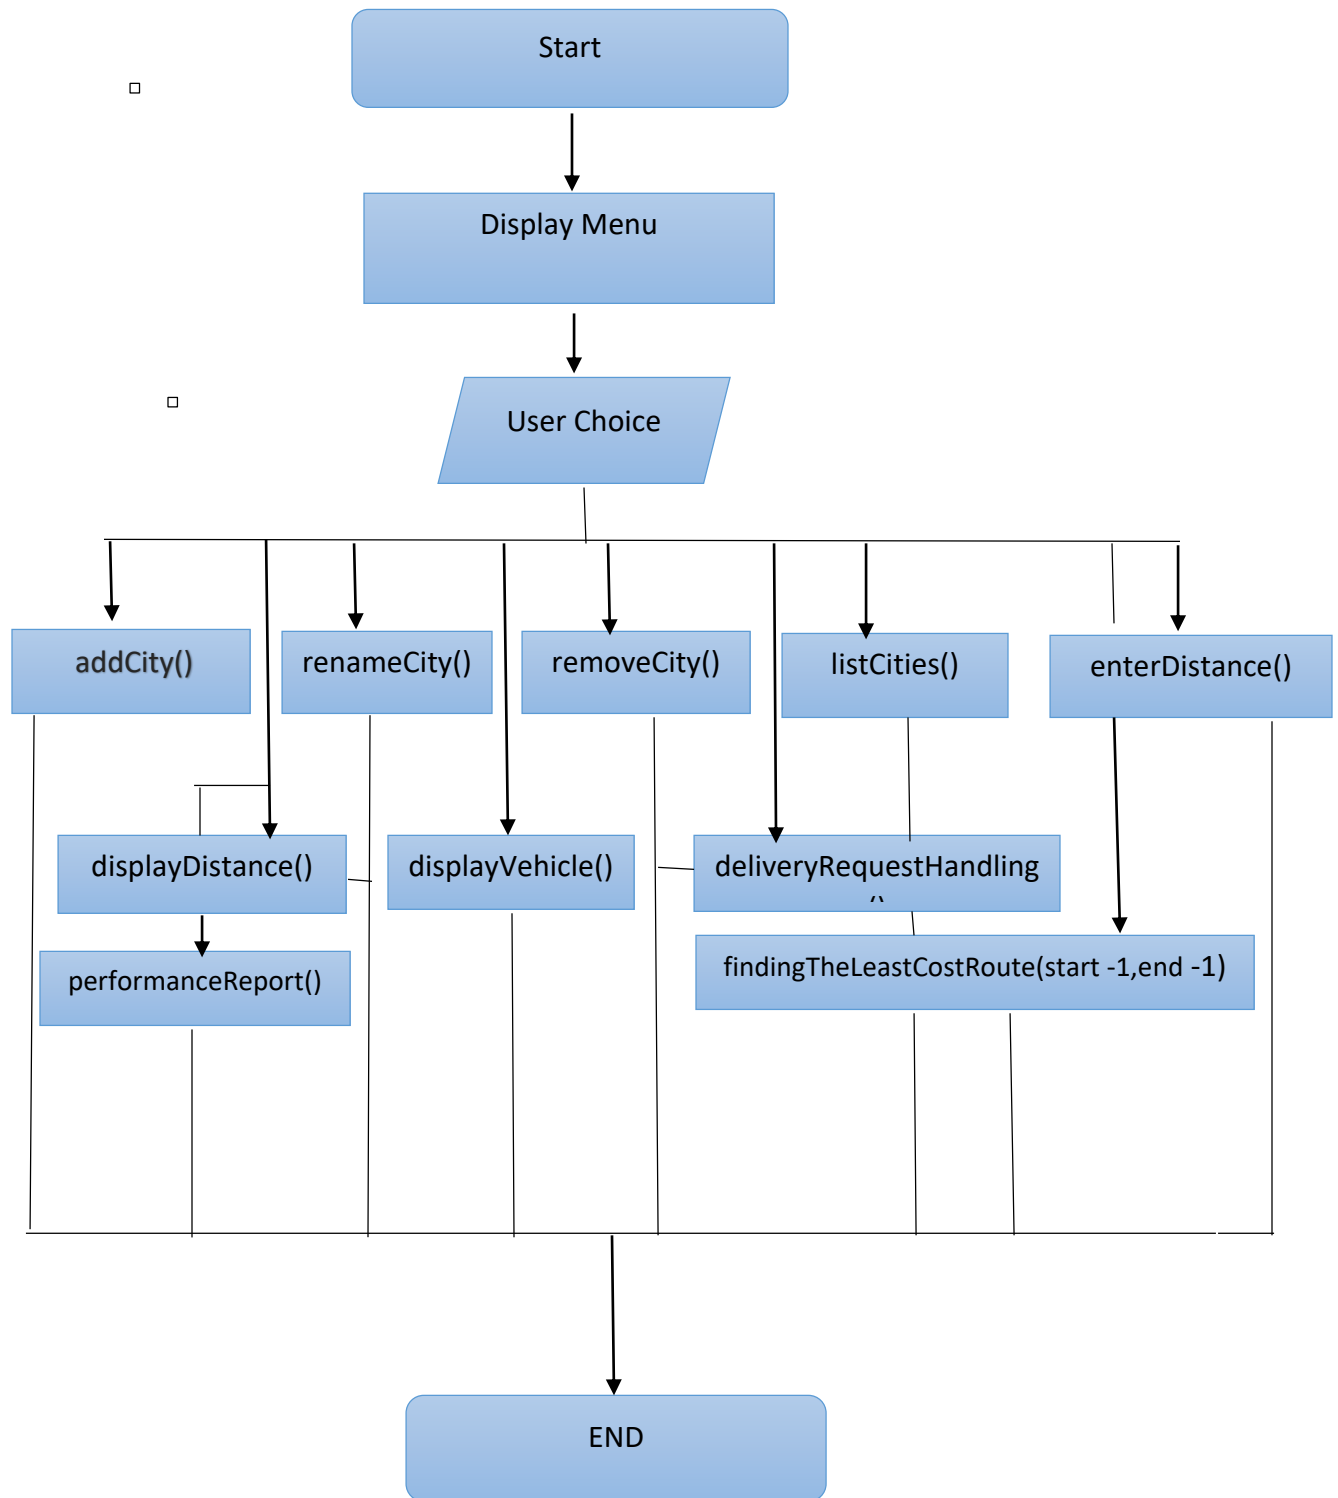 Start
Display Menu
User Choice
addCity()
renameCity()
removeCity()
listCities()
enterDistance()
displayDistance()
displayVehicle()
deliveryRequestHandling
()
performanceReport()
findingTheLeastCostRoute(start -1,end -1)
END